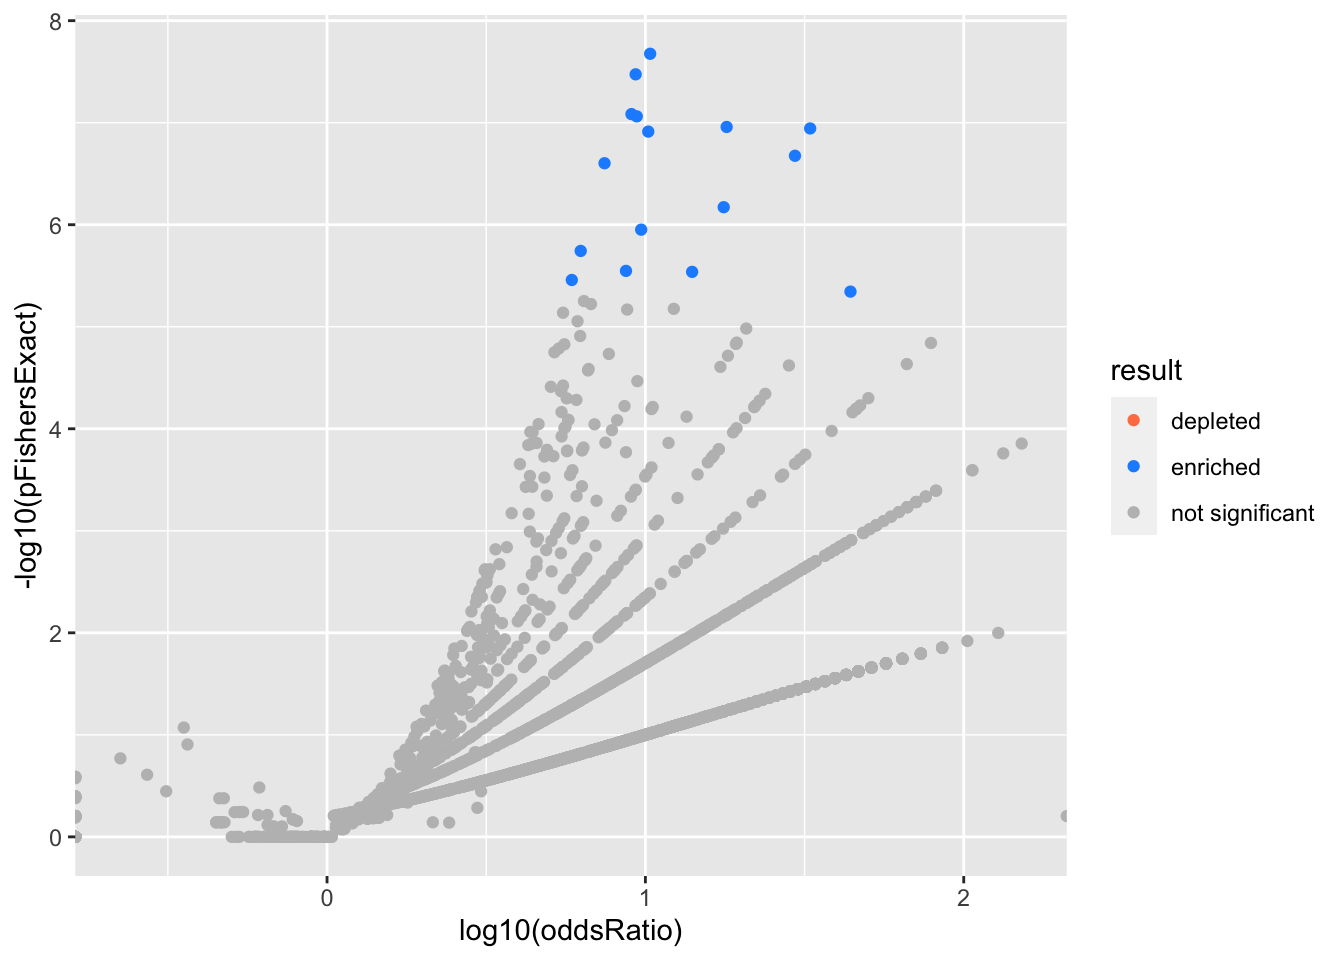 8
6
4
2
0
-log10(pFishersExact)
0
1
2
log10(oddsRatio)
result
depleted
enriched
not significant